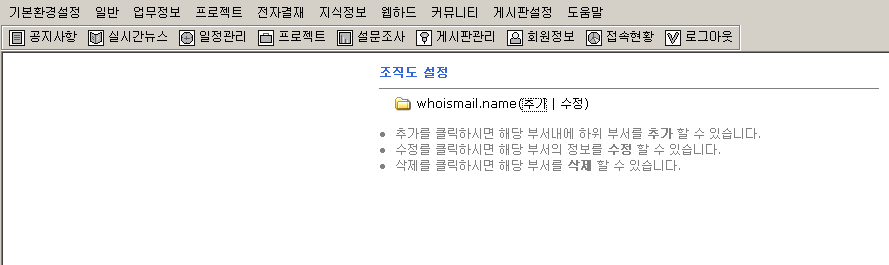 기본환경설정 일반 업무정보 프로젝트 전자결재 지식정보 웹하드 커뮤니티 게시판설정 도움말
공지사항 실시간뉴스 일정관리 프로젝트 설문조사 게시판관리 회원정보 접속현황 로그아웃
조직도 설정
whoismail.name(추가 | 수정)
• 추가를 클릭하시면 해당 부서내에 하위 부서를 추가 할 수 있습니다.
• 수정를 클릭하시면 해당 부서의 정보를 수정 할 수 있습니다.
• 삭제를 클릭하시면 해당 부서를 삭제 할 수 있습니다.